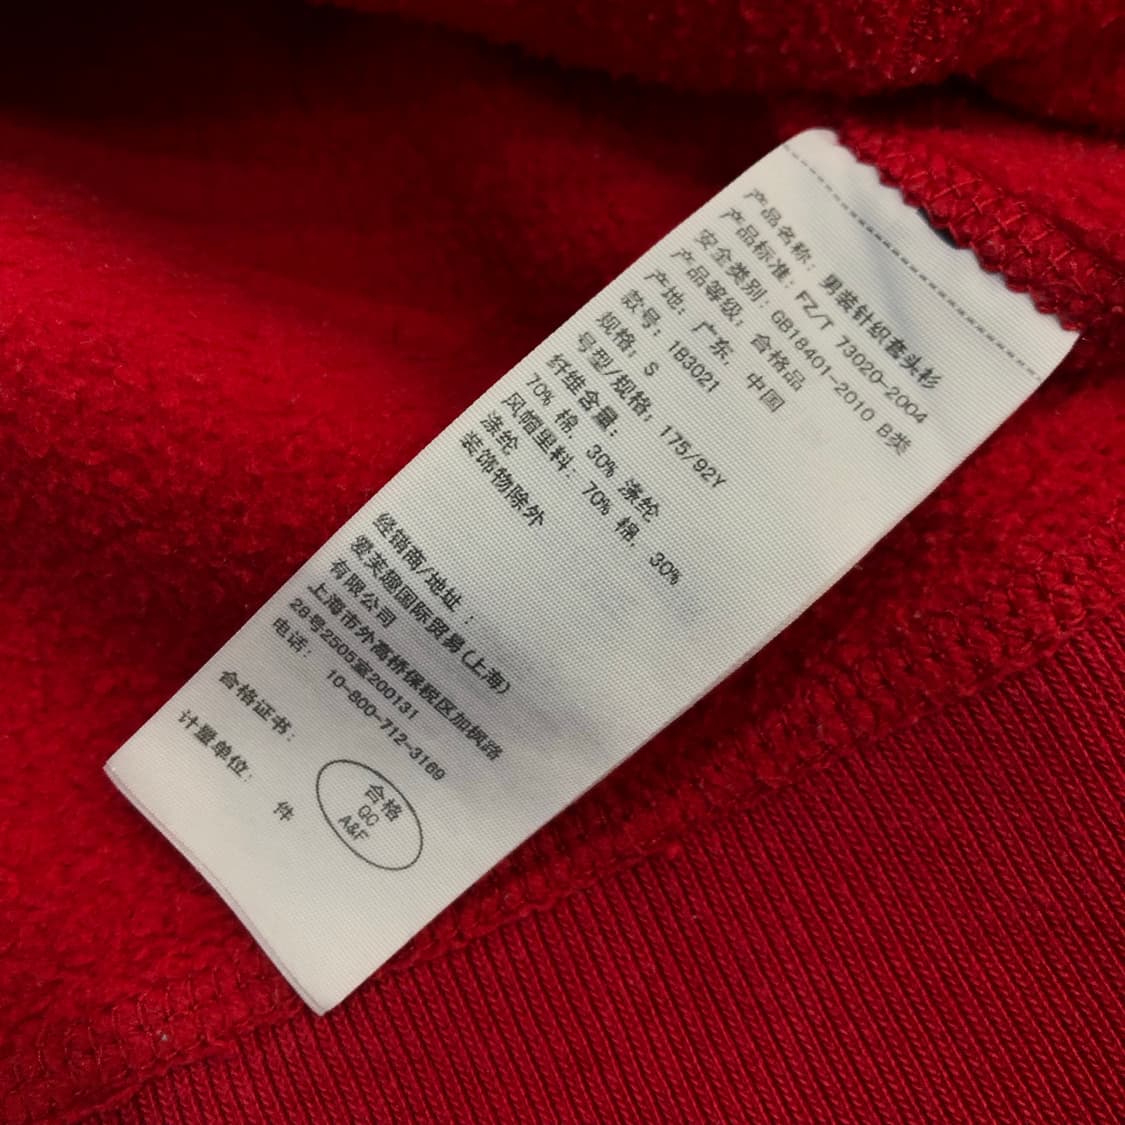 产品名称: 男装针织套头衫
产品标准: FZ/T 73020-2004
安全类别: GB18401-2010 B类
产品等级: 合格品
产地: 广东, 中国
款号: 1B3021
规格: S
号型/规格: 175/92Y
纤维含量:
70% 棉, 30% 涤纶
风帽里料: 70% 棉, 30%
涤纶
装饰物除外
经销商/地址:
爱芙趣国际贸易(上海)
有限公司
上海市外高桥保税区加枫路
28号2505室200131
电话: 10-800-712-3169
合格证书:
合格
QC
A&F
计量单位: 件